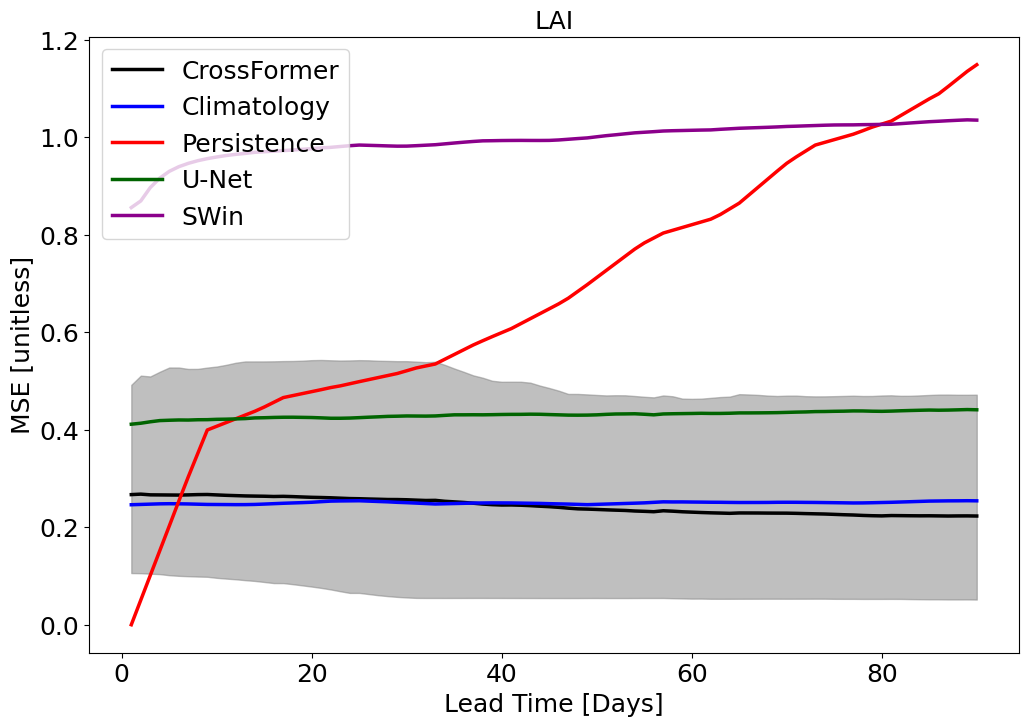 LAI
1.2
1.0
0.8
0.6
0.4
0.2
0.0
MSE [unitless]
CrossFormer
Climatology
Persistence
U-Net
SWin
0 20 40 60 80
Lead Time [Days]